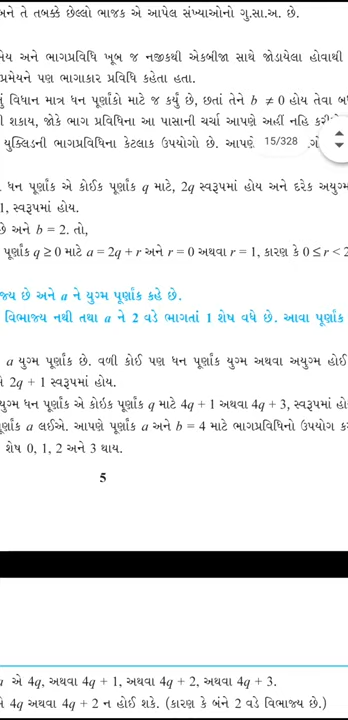 અને તે તબક્કે છેલ્લો ભાજક એ આપેલ સંખ્યાઓનો ગુ.સા.અ. છે.
મેય અને ભાગપ્રવિધિ ખૂબ જ નજીકથી એકબીજા સાથે જોડાયેલા હોવાથી
પ્રમેયને પણ ભાગાકાર પ્રવિધિ કહેતા હતા.
નું વિધાન માત્ર ધન પૂર્ણાંકો માટે જ કર્યું છે, છતાં તેને b ≠ 0 હોય તેવા
ી શકાય, જોકે ભાગ પ્રવિધિના આ પાસાની ચર્ચા આપણે અહીં નહિ
યુક્લિડની ભાગપ્રવિધિના કેટલાક ઉપયોગો છે. આપણે
15/328
ધન પૂર્ણાંક એ કોઈક પૂર્ણાંક q માટે, 2q સ્વરૂપમાં હોય અને દરેક અયુગ્મ
1, સ્વરૂપમાં હોય.
છે અને b = 2. તો,
પૂર્ણાંક q ≥ 0 માટે a = 2q + r અને r = 0 અથવા r = 1, કારણ કે 0 ≤ r < 2
જ્ય છે અને a ને યુગ્મ પૂર્ણાંક કહે છે.
વિભાજ્ય નથી તથા a ને 2 વડે ભાગતાં 1 શેષ વધે છે. આવા પૂર્ણાંક
a યુગ્મ પૂર્ણાંક છે. વળી કોઈ પણ ધન પૂર્ણાંક યુગ્મ અથવા અયુગ્મ હોઈ
એ 2q + 1 સ્વરૂપમાં હોય.
યુગ્મ ધન પૂર્ણાંક એ કોઇક પૂર્ણાંક q માટે 4q + 1 અથવા 4q + 3, સ્વરૂપમાં હો
પૂર્ણાંક a લઈએ. આપણે પૂર્ણાંક a અને b = 4 માટે ભાગપ્રવિધિનો ઉપયોગ
શેષ 0, 1, 2 અને 3 થાય.
5
a એ 4q, અથવા 4q + 1, અથવા 4q + 2, અથવા 4q + 3.
એ 4q અથવા 4q + 2 ન હોઈ શકે. (કારણ કે બંને 2 વડે વિભાજ્ય છે.)